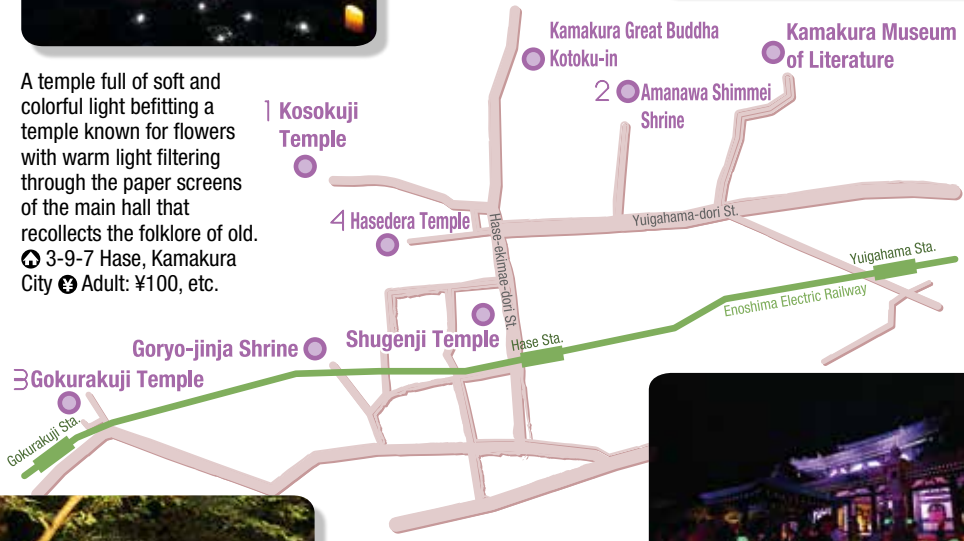 A temple full of soft and
colorful light befitting a
temple known for flowers
with warm light filtering
through the paper screens
of the main hall that
recollects the folklore of old.
3-9-7 Hase, Kamakura
City ¥ Adult: ¥100, etc.
1 Kosokuji
Temple
Kamakura Great Buddha
Kotoku-in
2 Amanawa Shimmei
Shrine
Kamakura Museum
of Literature
4 Hasedera Temple
Hase-ekimae-dori St.
Yuigahama-dori St.
Yuigahama Sta.
Enoshima Electric Railway
Shugenji Temple
Hase Sta.
Goryo-jinja Shrine
3 Gokurakuji Temple
Gokurakuji Sta.